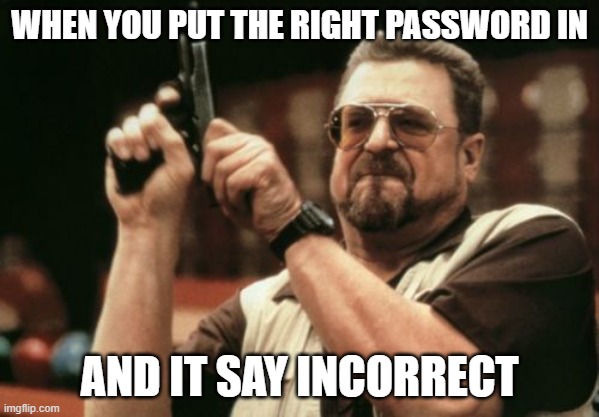 WHEN YOU PUT THE RIGHT PASSWORD IN
AND IT SAY INCORRECT
imgflip.com